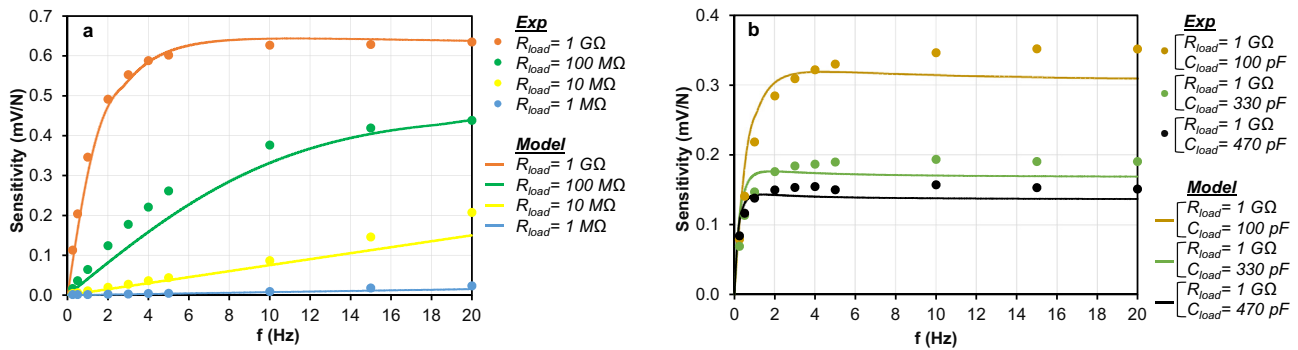 a
Sensitivity (mV/N)
0.7
0.6
0.5
0.4
0.3
0.2
0.1
0.0
0 2 4 6 8 10 12 14 16 18 20
f (Hz)
Exp
Rload= 1 GΩ
Rload= 100 MΩ
Rload= 10 MΩ
Rload= 1 MΩ
Model
Rload= 1 GΩ
Rload= 100 MΩ
Rload= 10 MΩ
Rload= 1 MΩ
b
Sensitivity (mV/N)
0.4
0.3
0.2
0.1
0.0
0 2 4 6 8 10 12 14 16 18 20
f (Hz)
Exp
Rload= 1 GΩ
Cload= 100 pF
Rload= 1 GΩ
Cload= 330 pF
Rload= 1 GΩ
Cload= 470 pF
Model
Rload= 1 GΩ
Cload= 100 pF
Rload= 1 GΩ
Cload= 330 pF
Rload= 1 GΩ
Cload= 470 pF